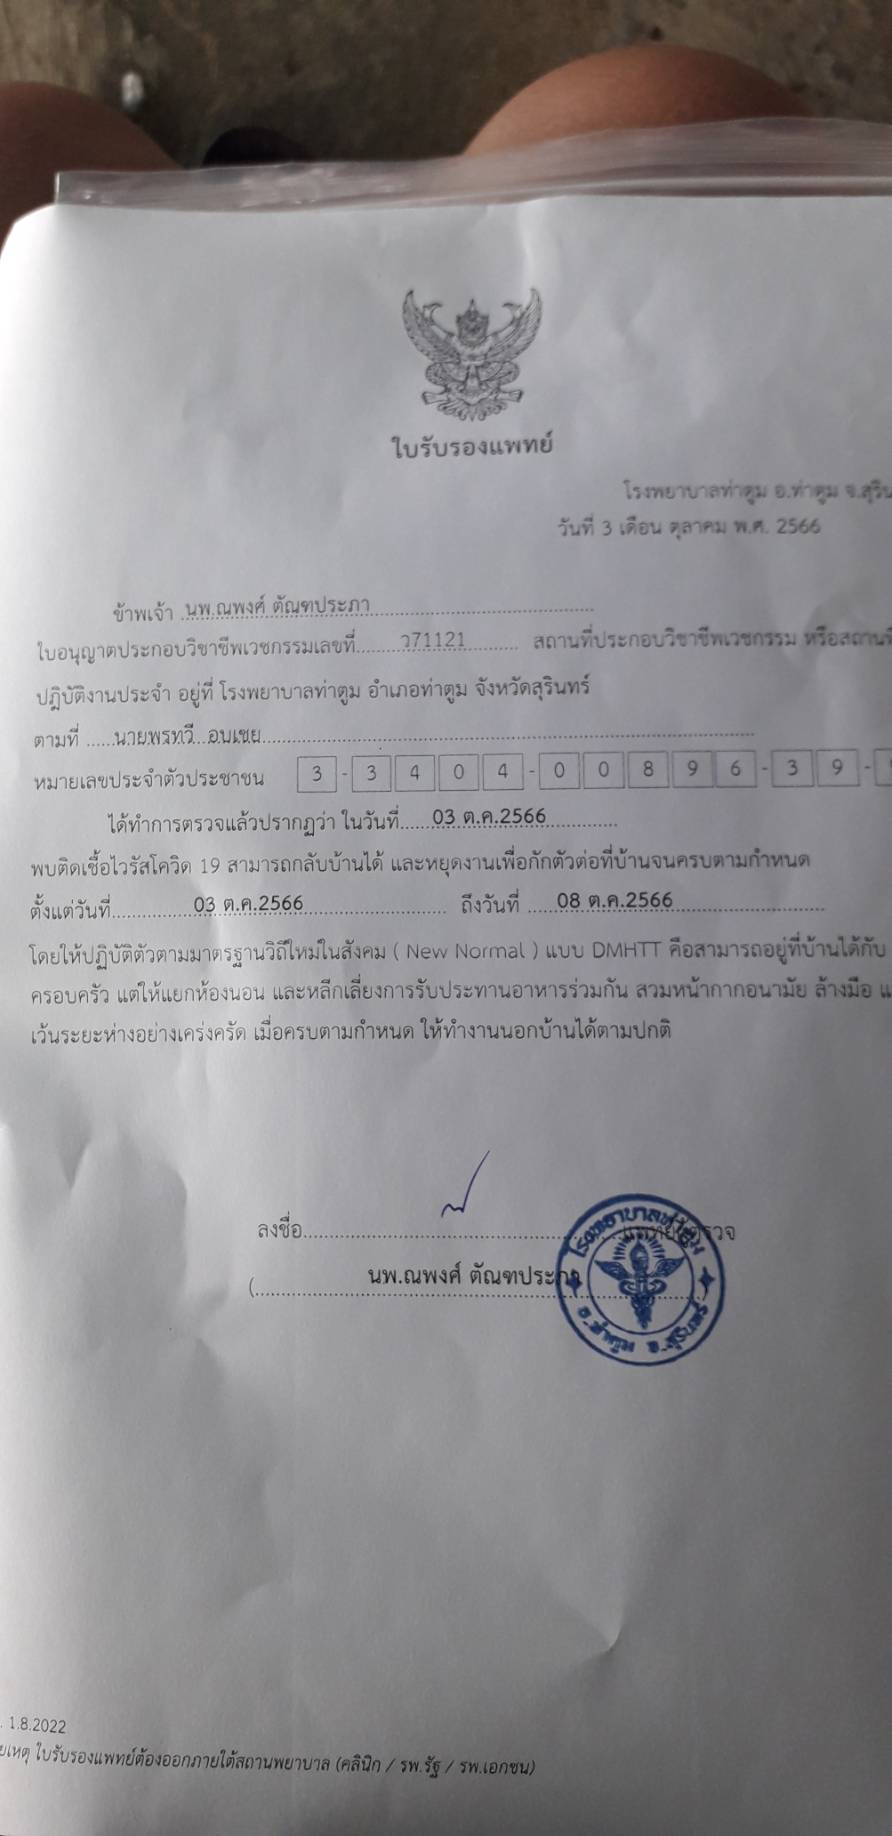 ใบรับรองแพทย์
โรงพยาบาลท่าตูม อ.ท่าตูม จ.สุริน
วันที่ 3 เดือน ตุลาคม พ.ศ. 2566
ข้าพเจ้า นพ.ณพงศ์ ตัณฑประภา
ใบอนุญาตประกอบวิชาชีพเวชกรรมเลขที่ ว71121 สถานที่ประกอบวิชาชีพเวชกรรม หรือสถานที่
ปฏิบัติงานประจำ อยู่ที่ โรงพยาบาลท่าตูม อำเภอท่าตูม จังหวัดสุรินทร์
ตามที่ นายพรทวี อบเชย
หมายเลขประจำตัวประชาชน 3 - 3 4 0 4 - 0 0 8 9 6 - 3 9 -
ได้ทำการตรวจแล้วปรากฏว่า ในวันที่ 03 ต.ค.2566
พบติดเชื้อไวรัสโควิด 19 สามารถกลับบ้านได้ และหยุดงานเพื่อกักตัวต่อที่บ้านจนครบตามกำหนด
ตั้งแต่วันที่ 03 ต.ค.2566 ถึงวันที่ 08 ต.ค.2566
โดยให้ปฏิบัติตัวตามมาตรฐานวิถีใหม่ในสังคม ( New Normal ) แบบ DMHTT คือสามารถอยู่ที่บ้านได้กับ
ครอบครัว แต่ให้แยกห้องนอน และหลีกเลี่ยงการรับประทานอาหารร่วมกัน สวมหน้ากากอนามัย ล้างมือ แ
เว้นระยะห่างอย่างเคร่งครัด เมื่อครบตามกำหนด ให้ทำงานนอกบ้านได้ตามปกติ
ลงชื่อ แพทย์ผู้ตรวจ
( นพ.ณพงศ์ ตัณฑประภา )
โรงพยาบาลท่าตูม
จ.สุรินทร์
. 1.8.2022
ยเหตุ ใบรับรองแพทย์ต้องออกภายใต้สถานพยาบาล (คลินิก / รพ.รัฐ / รพ.เอกชน)